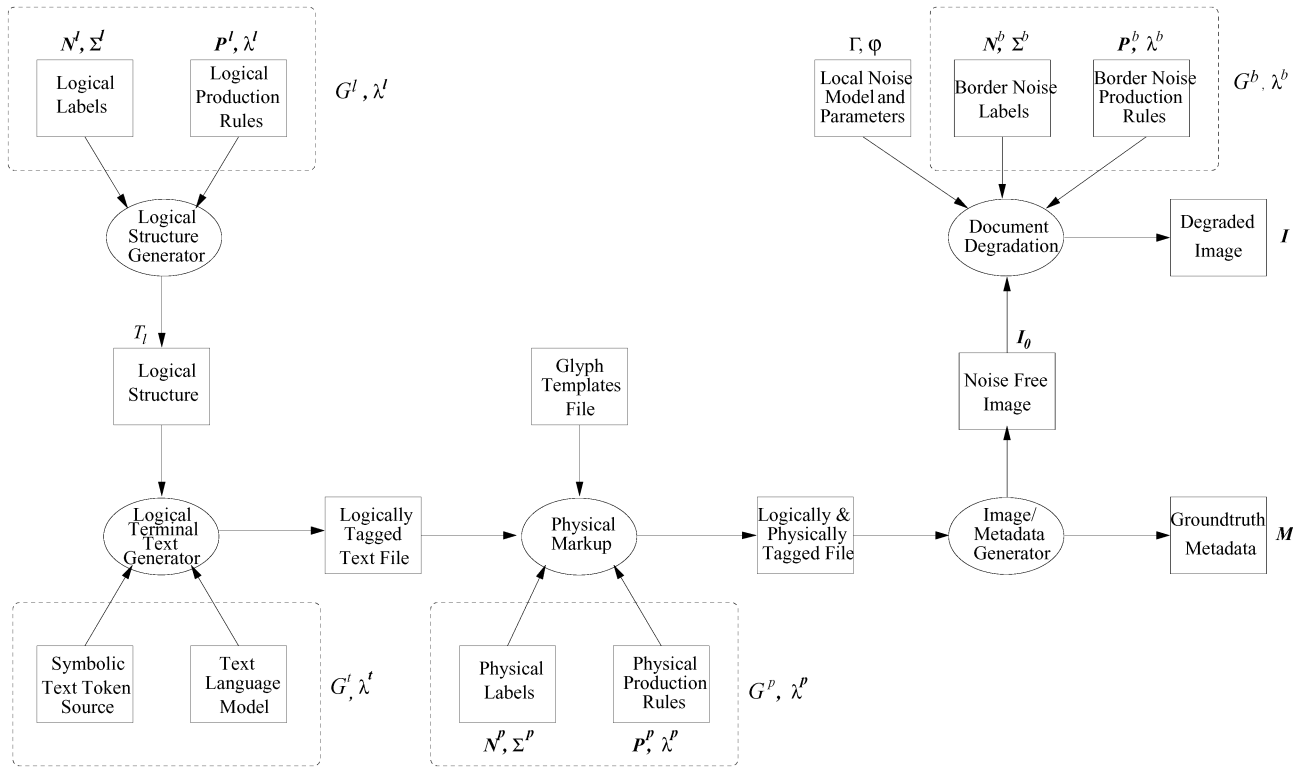 N^l, Σ^l
P^l, λ^l
Logical
Labels
Logical
Production
Rules
G^l, λ^l
Logical
Structure
Generator
T_l
Logical
Structure
Logical
Terminal
Text
Generator
Symbolic
Text Token
Source
Text
Language
Model
G^t, λ^t
Logically
Tagged
Text File
Glyph
Templates
File
Physical
Markup
Physical
Labels
Physical
Production
Rules
G^p, λ^p
N^p, Σ^p
P^p, λ^p
Logically &
Physically
Tagged File
Image/
Metadata
Generator
Groundtruth
Metadata
M
Noise Free
Image
I_0
Γ, φ
N^b, Σ^b
P^b, λ^b
Local Noise
Model and
Parameters
Border Noise
Labels
Border Noise
Production
Rules
G^b, λ^b
Document
Degradation
Degraded
Image
I